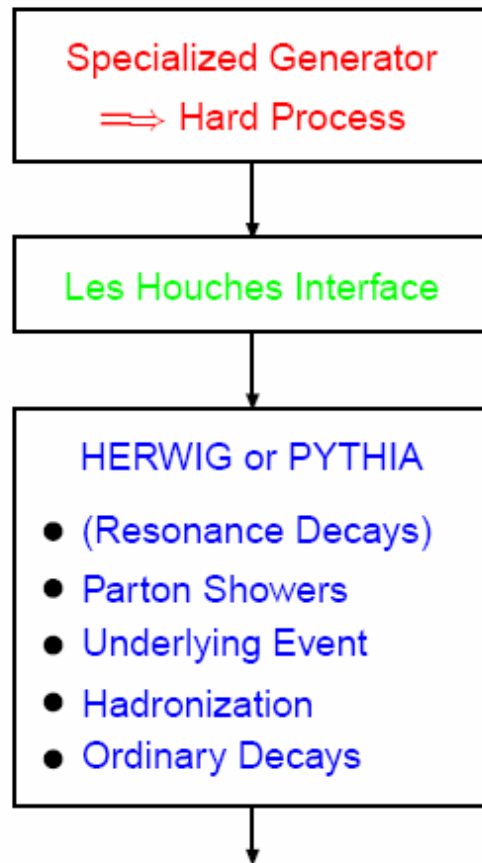 Specialized Generator
⟹ Hard Process
Les Houches Interface
HERWIG or PYTHIA
● (Resonance Decays)
● Parton Showers
● Underlying Event
● Hadronization
● Ordinary Decays